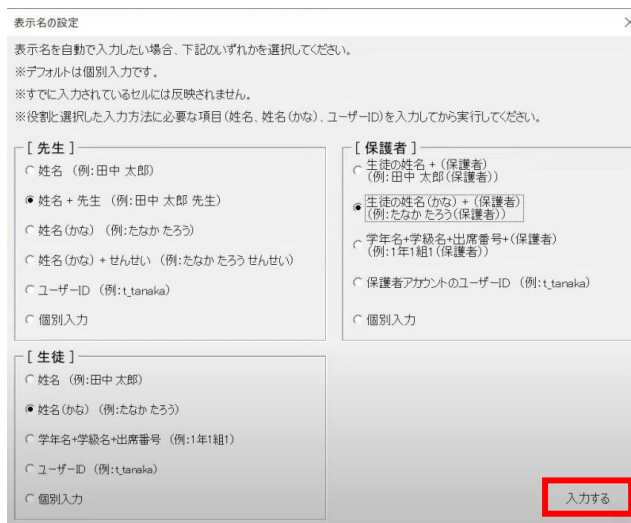 表示名の設定
表示名を自動で入力したい場合、下記のいずれかを選択してください。
※デフォルトは個別入力です。
※すでに入力されているセルには反映されません。
※役割と選択した入力方法に必要な項目(姓名、姓名(かな)、ユーザーID)を入力してから実行してください。
[ 先生 ]
姓名 (例:田中 太郎)
姓名 + 先生 (例:田中 太郎 先生)
姓名(かな) (例:たなか たろう)
姓名(かな) + せんせい (例:たなか たろう せんせい)
ユーザーID (例:t_tanaka)
個別入力
[ 保護者 ]
生徒の姓名 + (保護者)
(例:田中 太郎(保護者))
生徒の姓名(かな) + (保護者)
(例:たなか たろう(保護者))
学年名+学級名+出席番号+(保護者)
(例:1年1組1(保護者))
保護者アカウントのユーザーID (例:t_tanaka)
個別入力
[ 生徒 ]
姓名 (例:田中 太郎)
姓名(かな) (例:たなか たろう)
学年名+学級名+出席番号 (例:1年1組1)
ユーザーID (例:t_tanaka)
個別入力
入力する